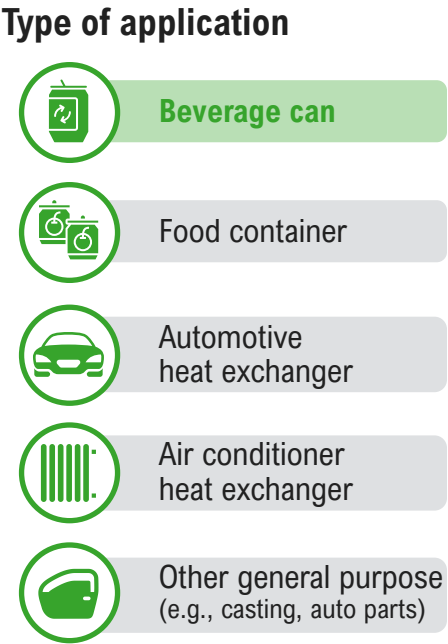 Type of application
Beverage can
Food container
Automotive
heat exchanger
Air conditioner
heat exchanger
Other general purpose
(e.g., casting, auto parts)